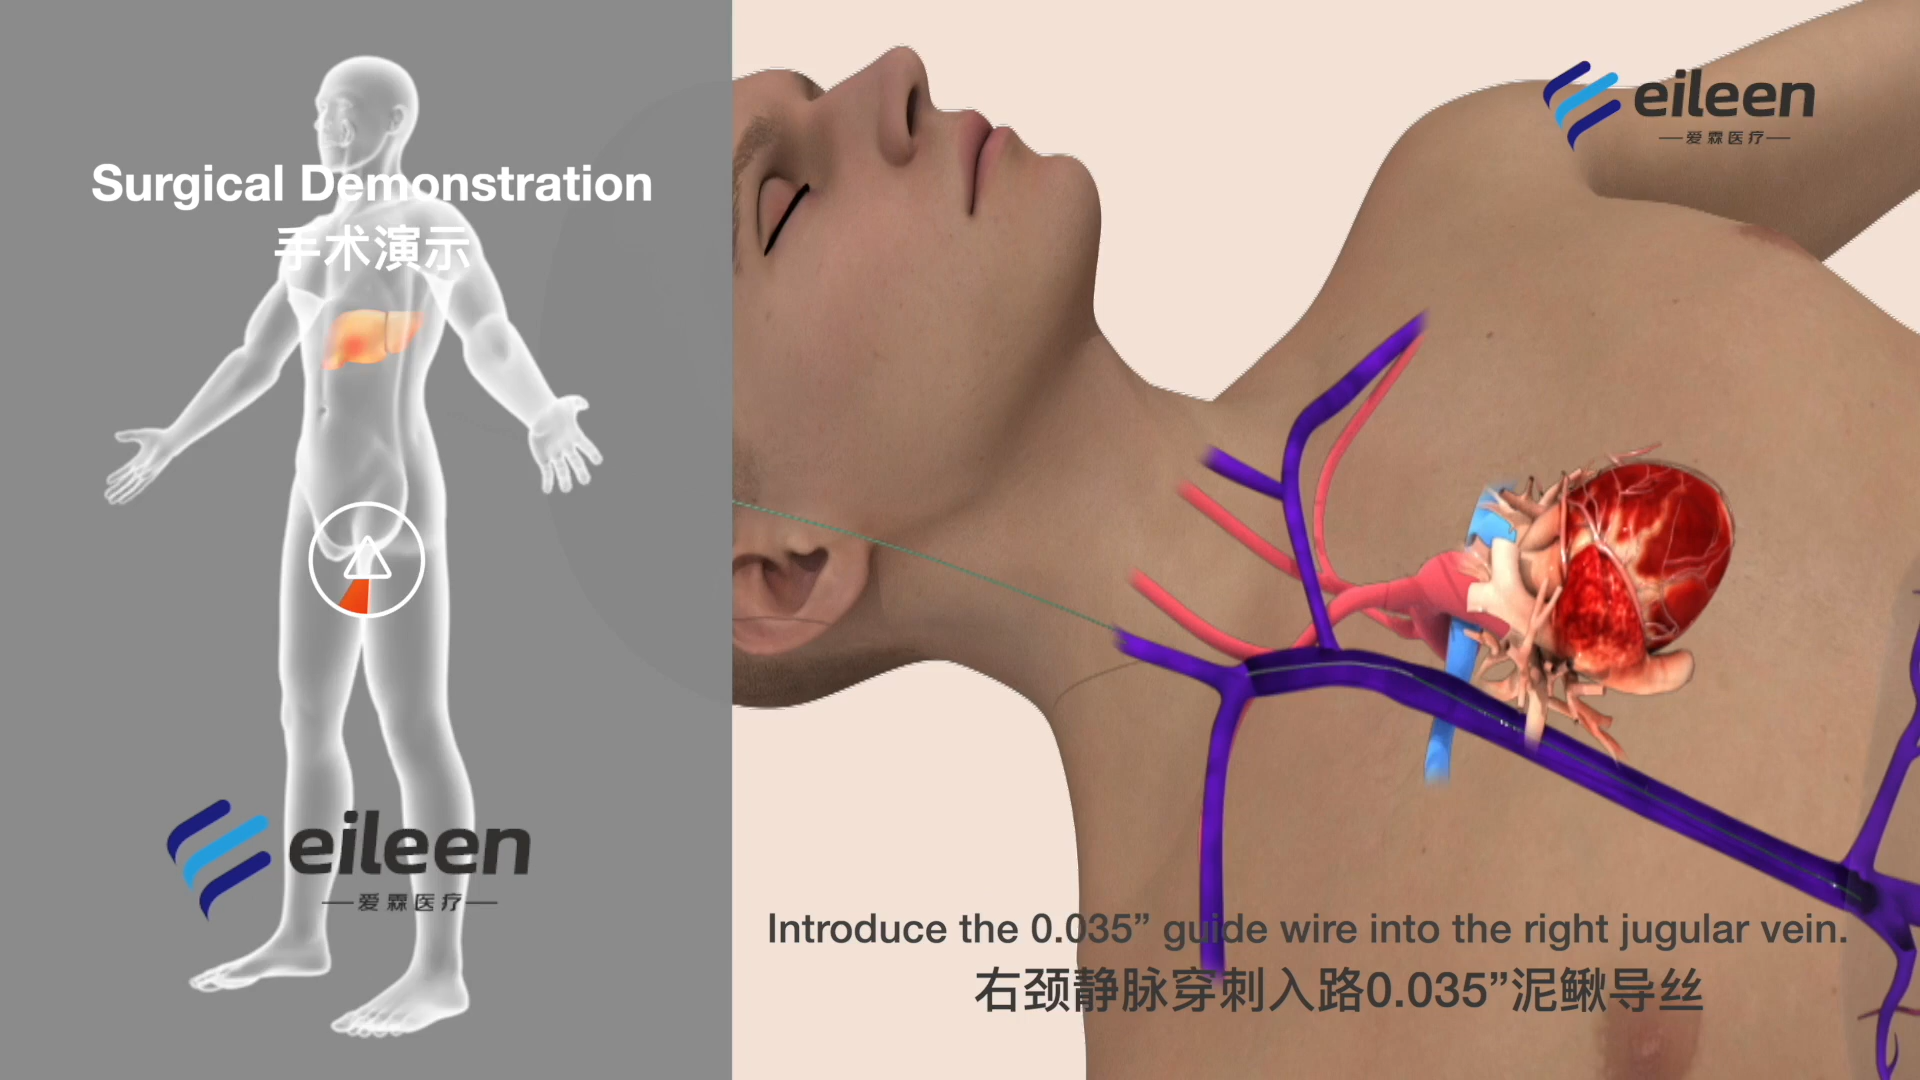 Surgical Demonstration
手术演示
eileen
爱霖医疗
eileen
爱霖医疗
Introduce the 0.035” guide wire into the right jugular vein.
右颈静脉穿刺入路0.035”泥鳅导丝